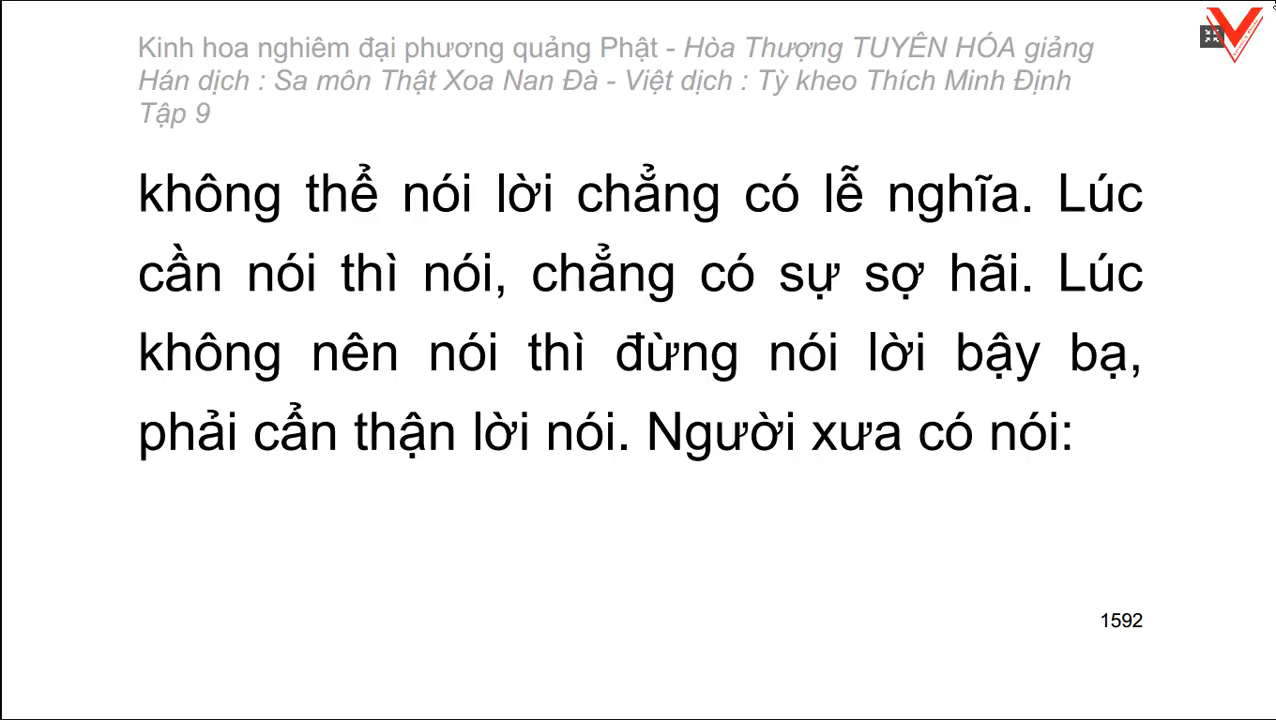 Kinh hoa nghiêm đại phương quảng Phật - Hòa Thượng TUYÊN HÓA giảng
Hán dịch : Sa môn Thật Xoa Nan Đà - Việt dịch : Tỳ kheo Thích Minh Định
Tập 9
không thể nói lời chẳng có lễ nghĩa. Lúc
cần nói thì nói, chẳng có sự sợ hãi. Lúc
không nên nói thì đừng nói lời bậy bạ,
phải cẩn thận lời nói. Người xưa có nói:
1592